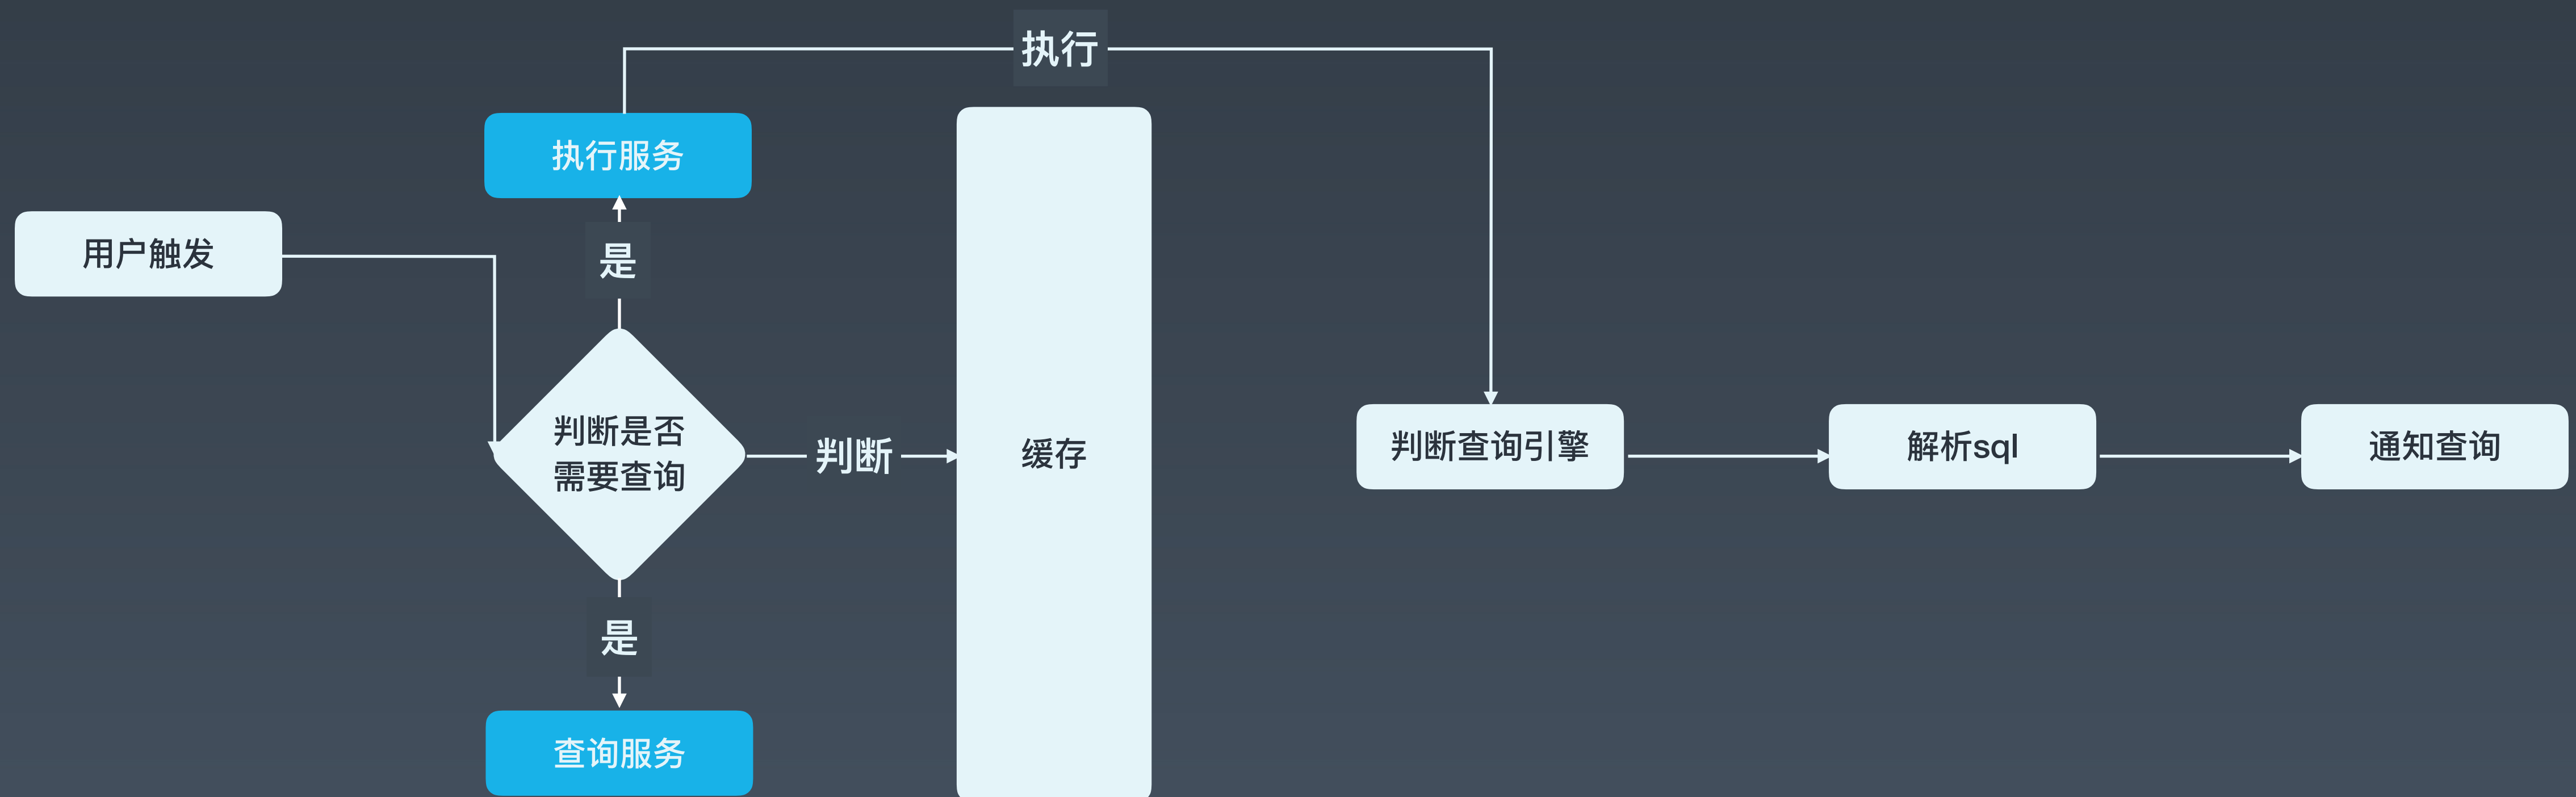 执行
执行服务
用户触发
是
判断是否
需要查询
判断
缓存
判断查询引擎
解析sql
通知查询
是
查询服务